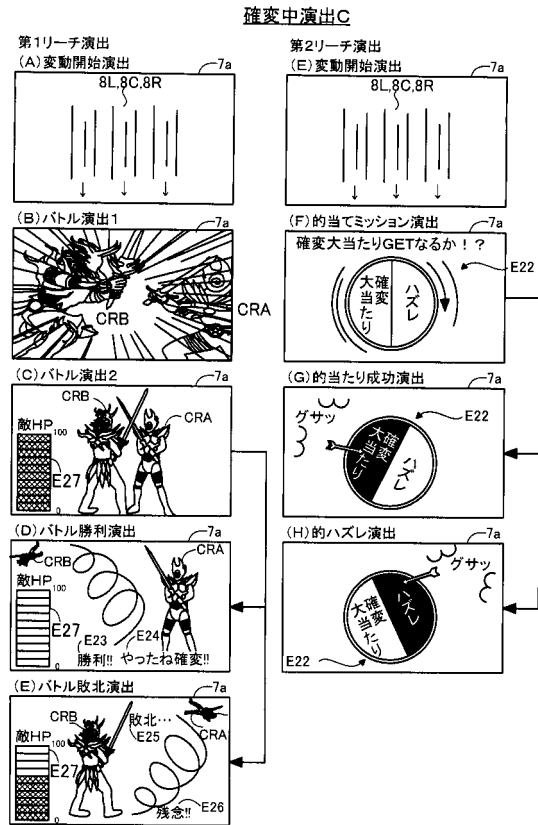 確変中演出C
第1リーチ演出
(A)変動開始演出
7a
8L,8C,8R
(B)バトル演出1
7a
CRB
CRA
(C)バトル演出2
7a
CRB
CRA
敵HP
100
E27
0
(D)バトル勝利演出
7a
CRB
CRA
敵HP
100
E27
E23
E24
勝利!!
やったね確変!!
0
(E)バトル敗北演出
7a
CRB
敗北…
E25
CRA
敵HP
100
E27
E26
残念!!
0
第2リーチ演出
(E)変動開始演出
7a
8L,8C,8R
(F)的当てミッション演出
7a
確変大当たりGETなるか!?
E22
確変
大当たり
ハズレ
(G)的当たり成功演出
7a
グサッ
E22
確変
大当たり
ハズレ
(H)的ハズレ演出
7a
グサッ
確変
大当たり
ハズレ
E22